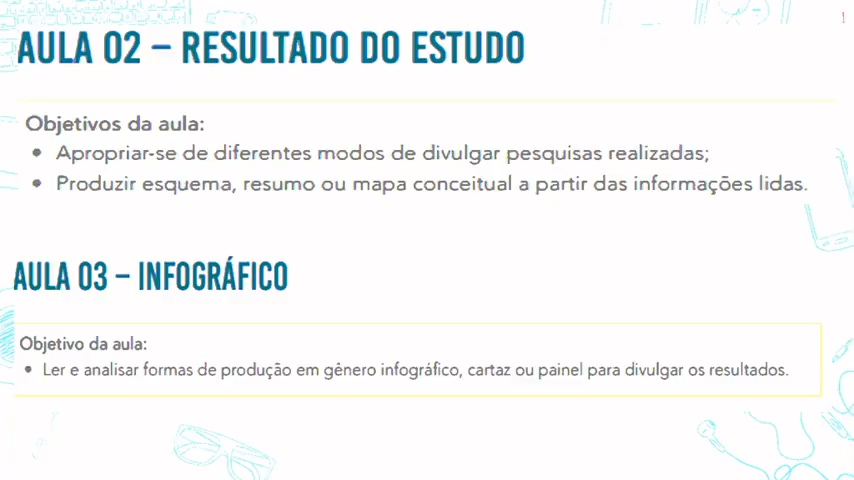 1
AULA 02 – RESULTADO DO ESTUDO
Objetivos da aula:
• Apropriar-se de diferentes modos de divulgar pesquisas realizadas;
• Produzir esquema, resumo ou mapa conceitual a partir das informações lidas.
AULA 03 – INFOGRÁFICO
Objetivo da aula:
• Ler e analisar formas de produção em gênero infográfico, cartaz ou painel para divulgar os resultados.